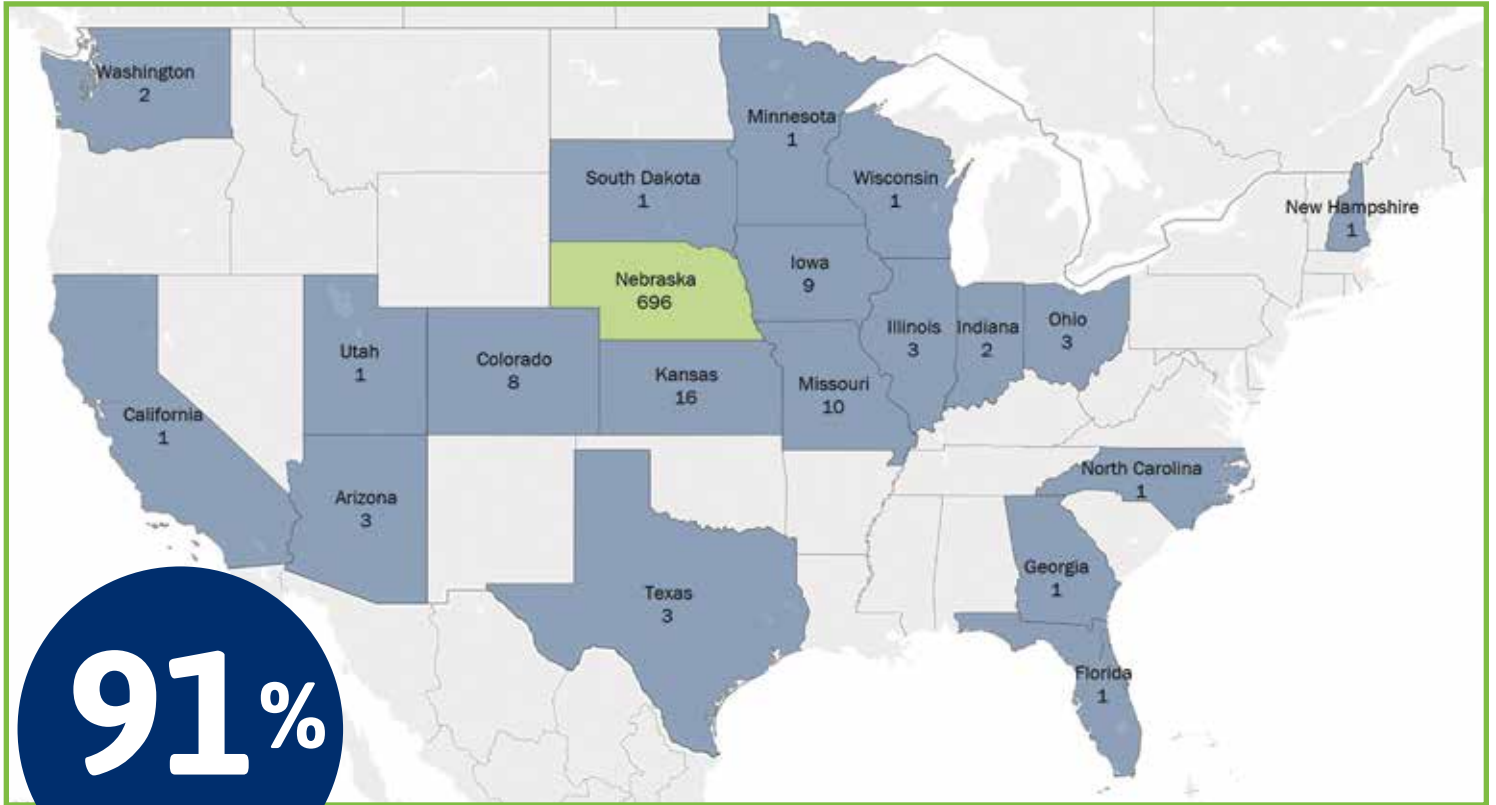 Washington
2
Minnesota
1
South Dakota
1
Wisconsin
1
New Hampshire
1
Nebraska
696
Iowa
9
Illinois
3
Indiana
2
Ohio
3
Utah
1
Colorado
8
Kansas
16
Missouri
10
California
1
Arizona
3
North Carolina
1
Texas
3
Georgia
1
Florida
1
91%